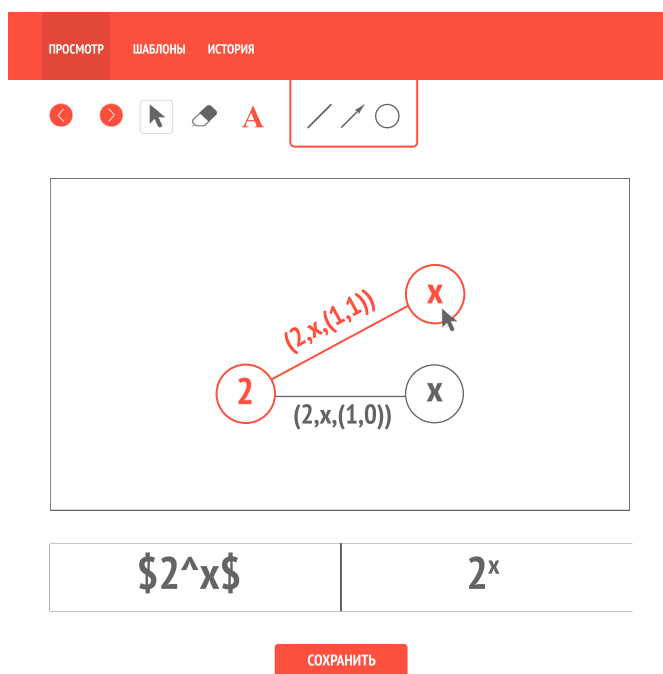 ПРОСМОТР ШАБЛОНЫ ИСТОРИЯ
A
x
(2,x,(1,1))
2
x
(2,x,(1,0))
$2^x$ 2ˣ
СОХРАНИТЬ